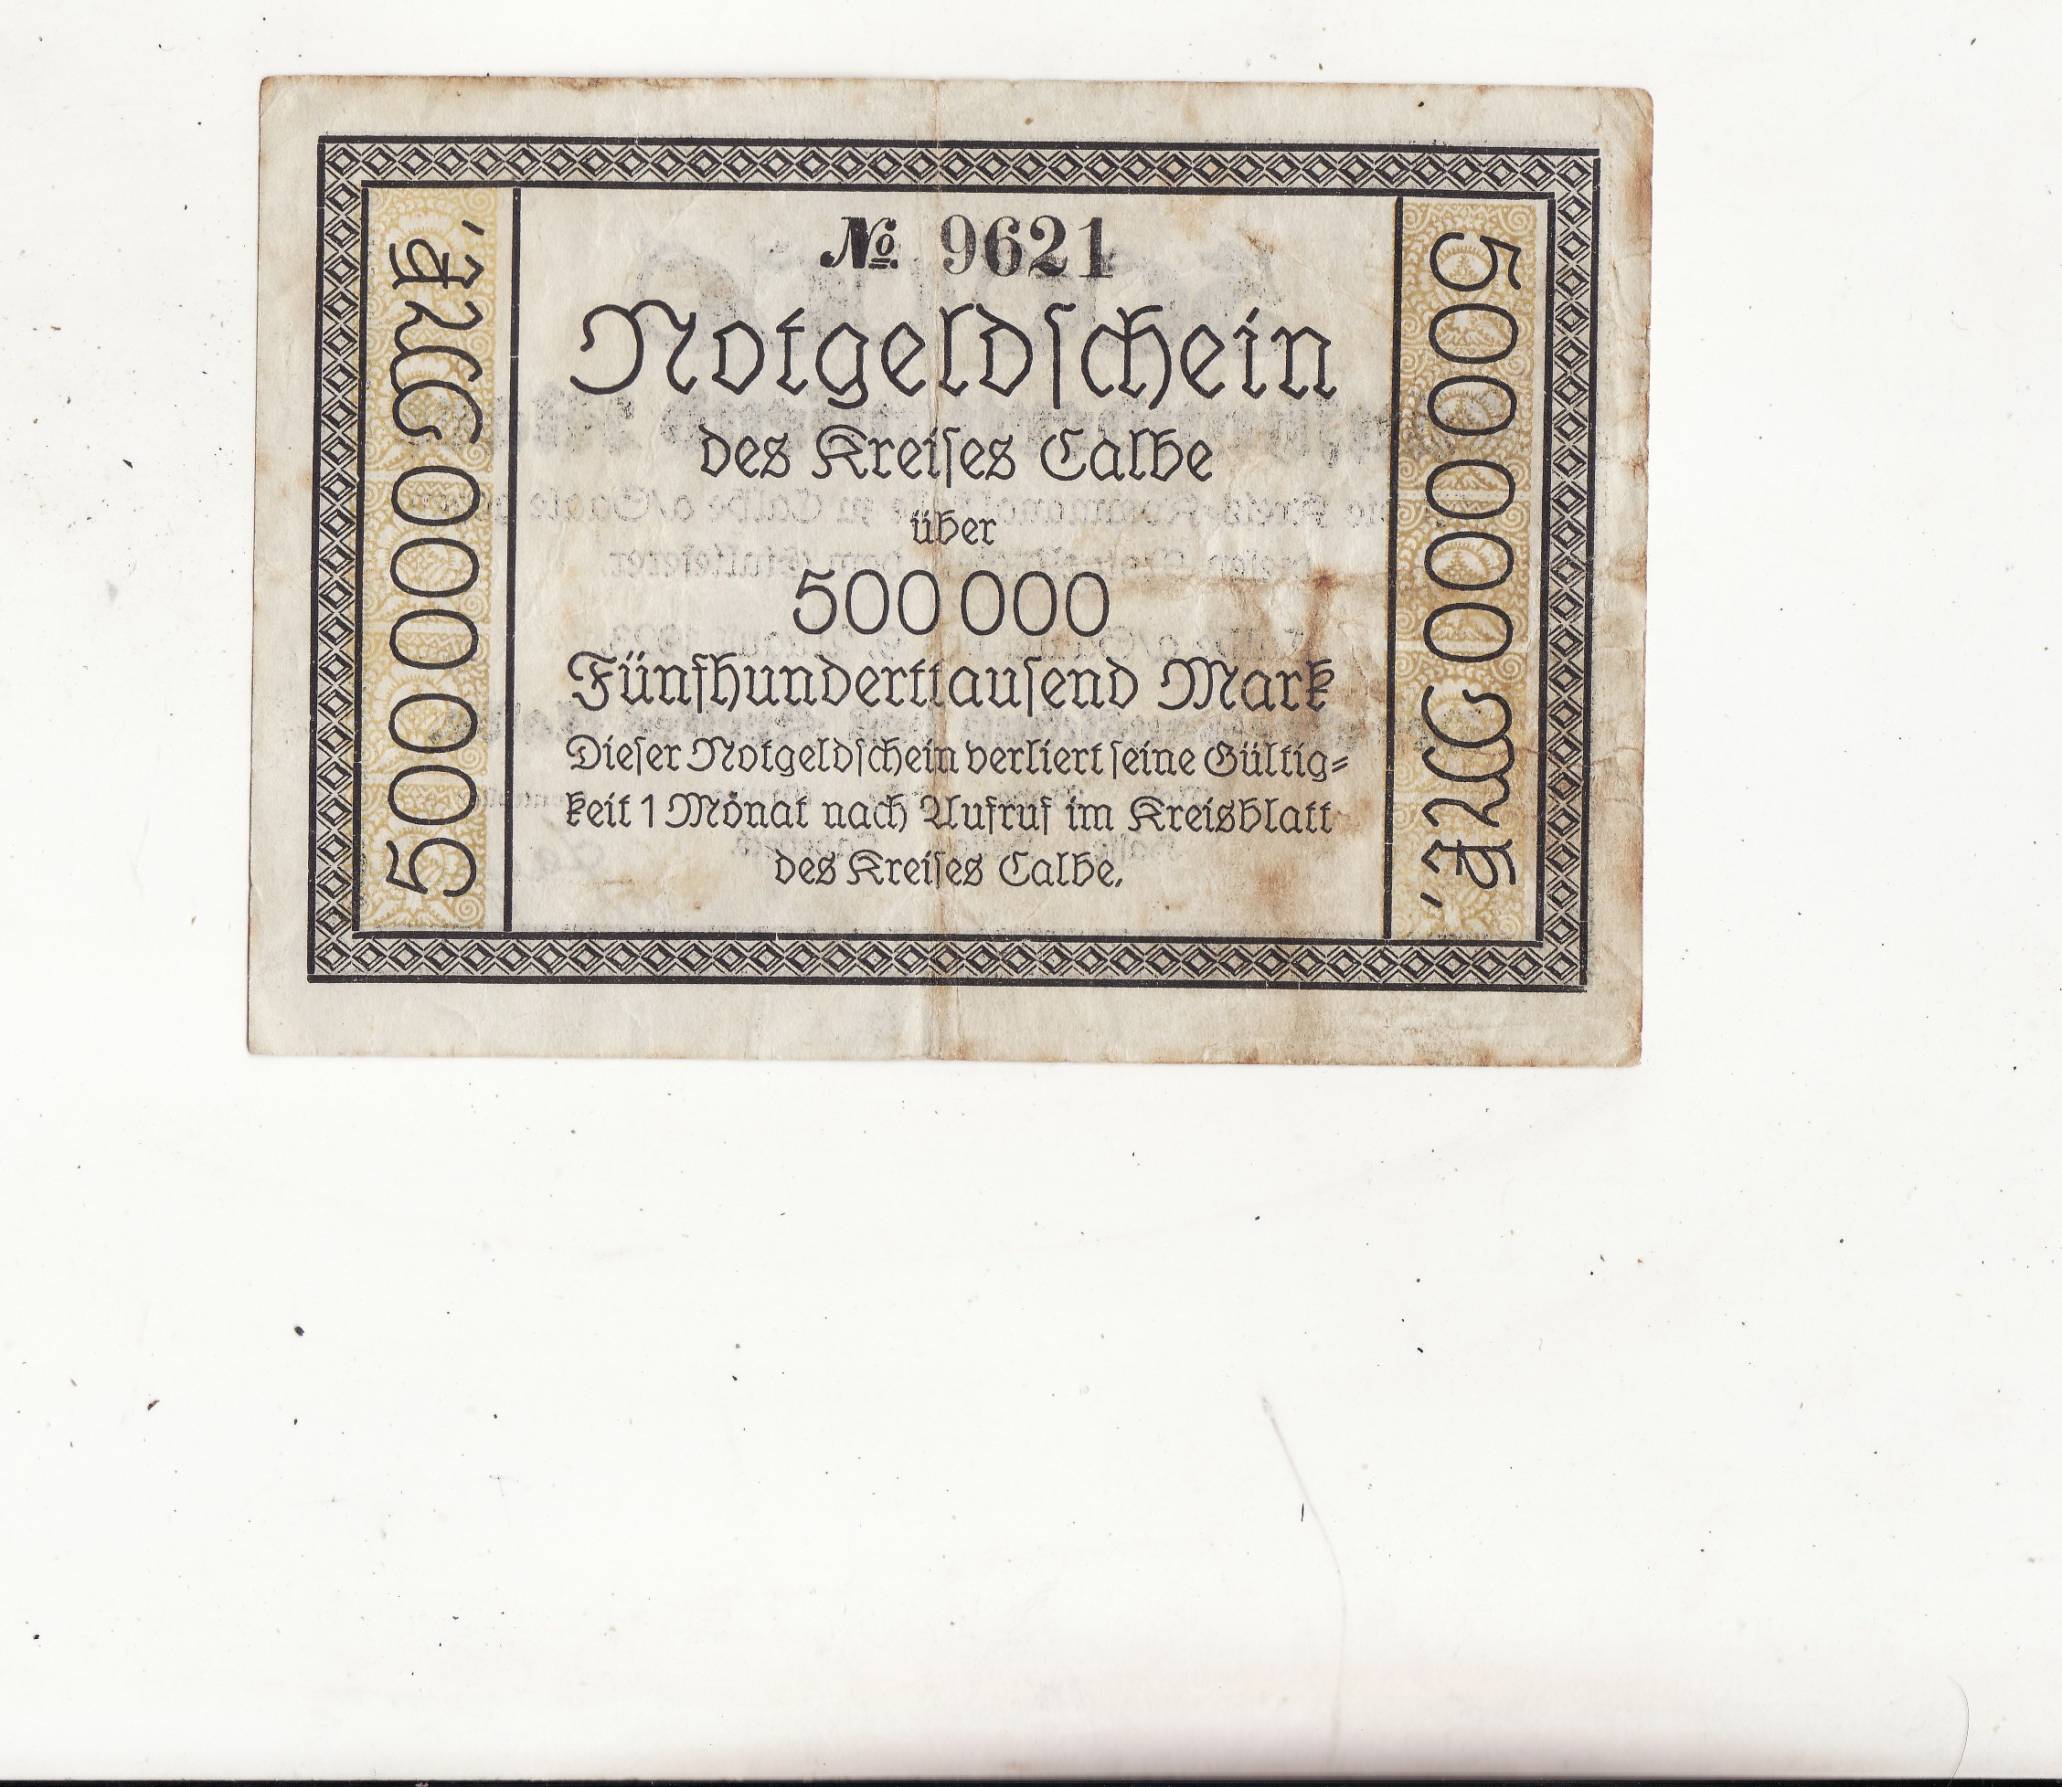 500000 Mk.
№ 9621
Notgeldschein
des Kreises Calbe
über
500 000
Fünfhunderttausend Mark
Dieser Notgeldschein verliert seine Gültig=
keit 1 Monat nach Aufruf im Kreisblatt
des Kreises Calbe.
500000 Mk.